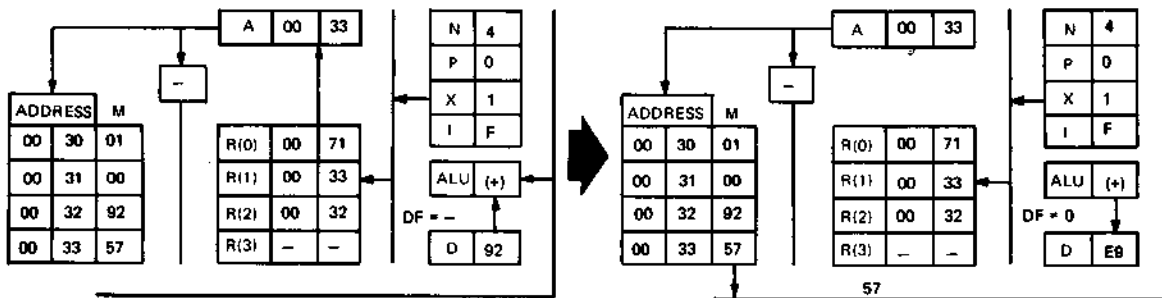 A 00 33
N 4
P 0
X 1
I F
–
ADDRESS M
00 30 01
00 31 00
00 32 92
00 33 57
R(0) 00 71
R(1) 00 33
R(2) 00 32
R(3) – –
ALU (+)
DF = –
D 92
A 00 33
N 4
P 0
X 1
I F
–
ADDRESS M
00 30 01
00 31 00
00 32 92
00 33 57
R(0) 00 71
R(1) 00 33
R(2) 00 32
R(3) – –
ALU (+)
DF = 0
D E9
57